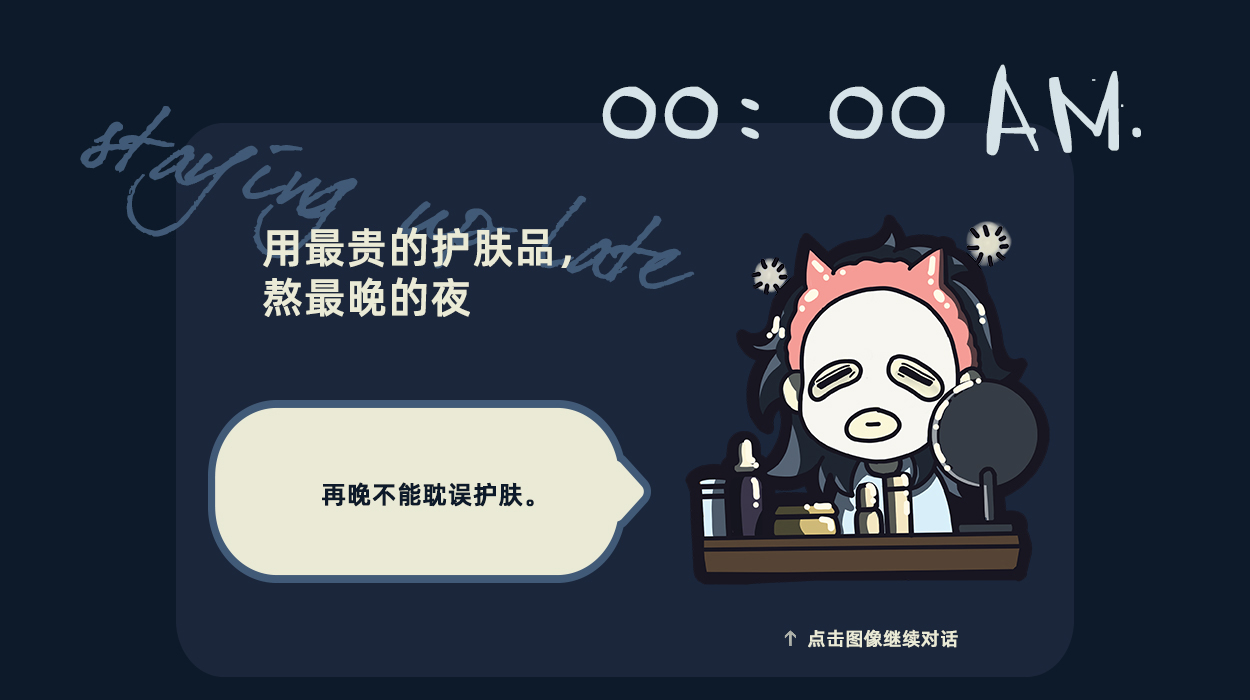 00: 00 AM.
staying up late
用最贵的护肤品，
熬最晚的夜
再晚不能耽误护肤。
↑ 点击图像继续对话